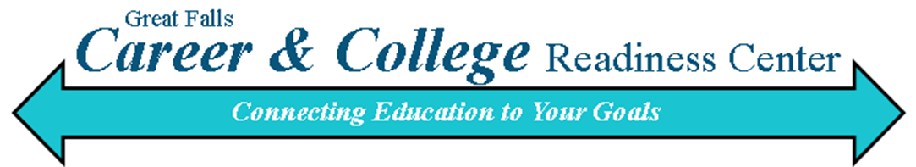 Great Falls
Career & College Readiness Center
Connecting Education to Your Goals